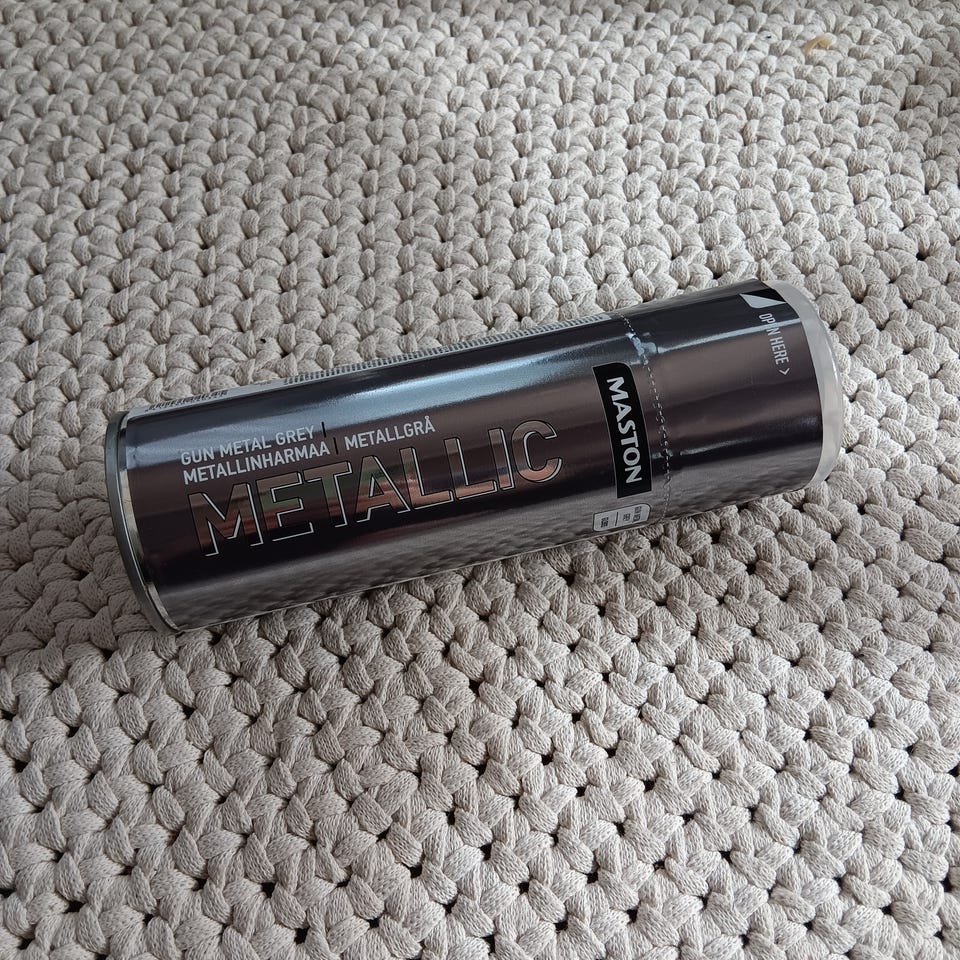 GUN METAL GREY | METALLGRÅ
METALLINHARMAA
METALLIC
MASTON
OPEN HERE >